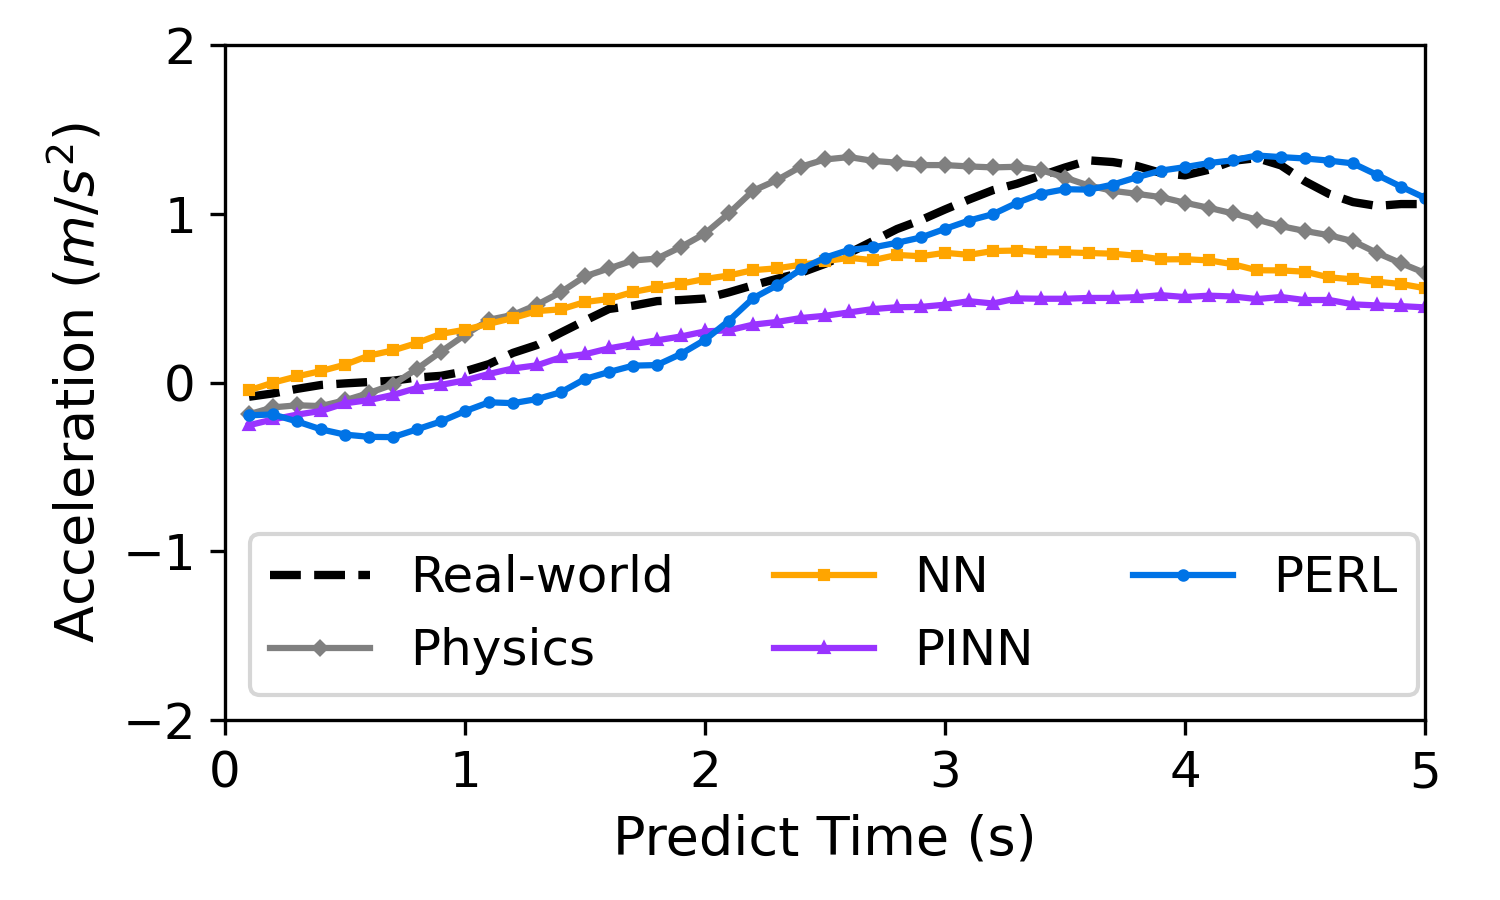 2
1
0
−1
−2
Acceleration (m/s²)
Real-world
NN
PERL
Physics
PINN
0 1 2 3 4 5
Predict Time (s)